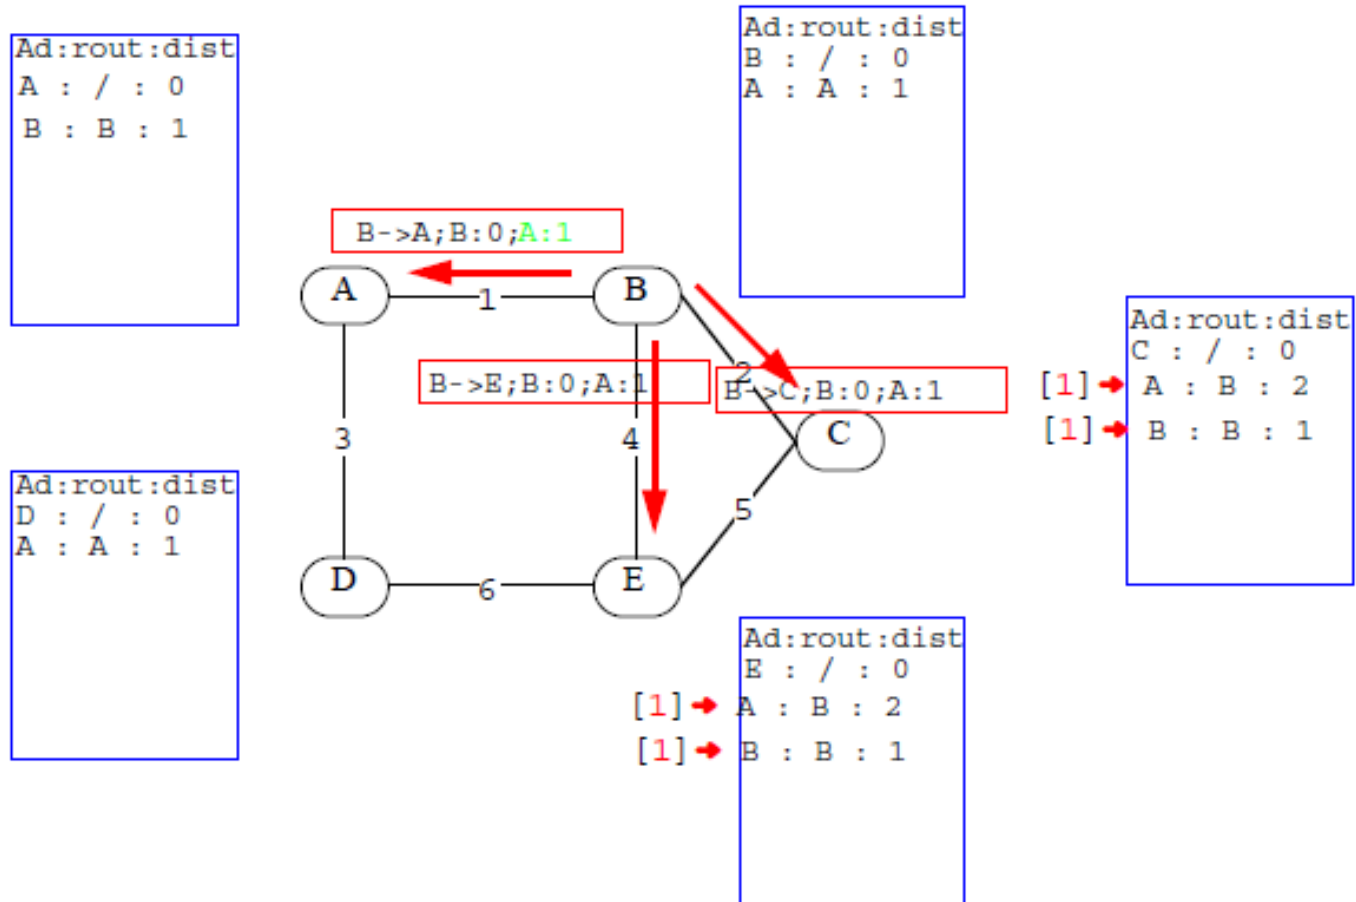 Ad:rout:dist
A : / : 0
B : B : 1
Ad:rout:dist
B : / : 0
A : A : 1
B->A;B:0;A:1
A
1
B
Ad:rout:dist
C : / : 0
[1] A : B : 2
[1] B : B : 1
B->E;B:0;A:1
2
B->C;B:0;A:1
3
4
C
Ad:rout:dist
D : / : 0
A : A : 1
5
D
6
E
Ad:rout:dist
E : / : 0
[1] A : B : 2
[1] B : B : 1